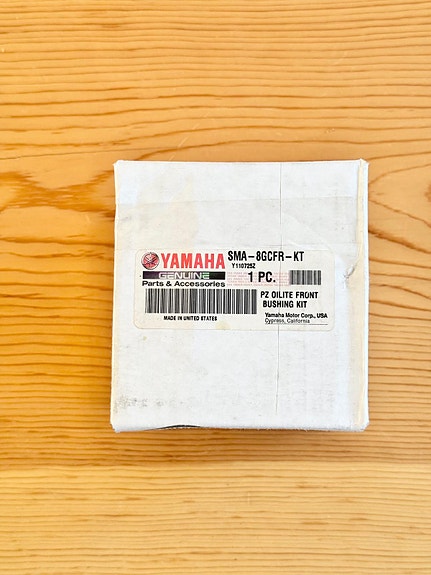 YAMAHA
SMA-8GCFR-KT
Y110725Z
GENUINE
1 PC.
Parts & Accessories
PZ OILITE FRONT
BUSHING KIT
MADE IN UNITED STATES
Yamaha Motor Corp., USA
Cypress, California